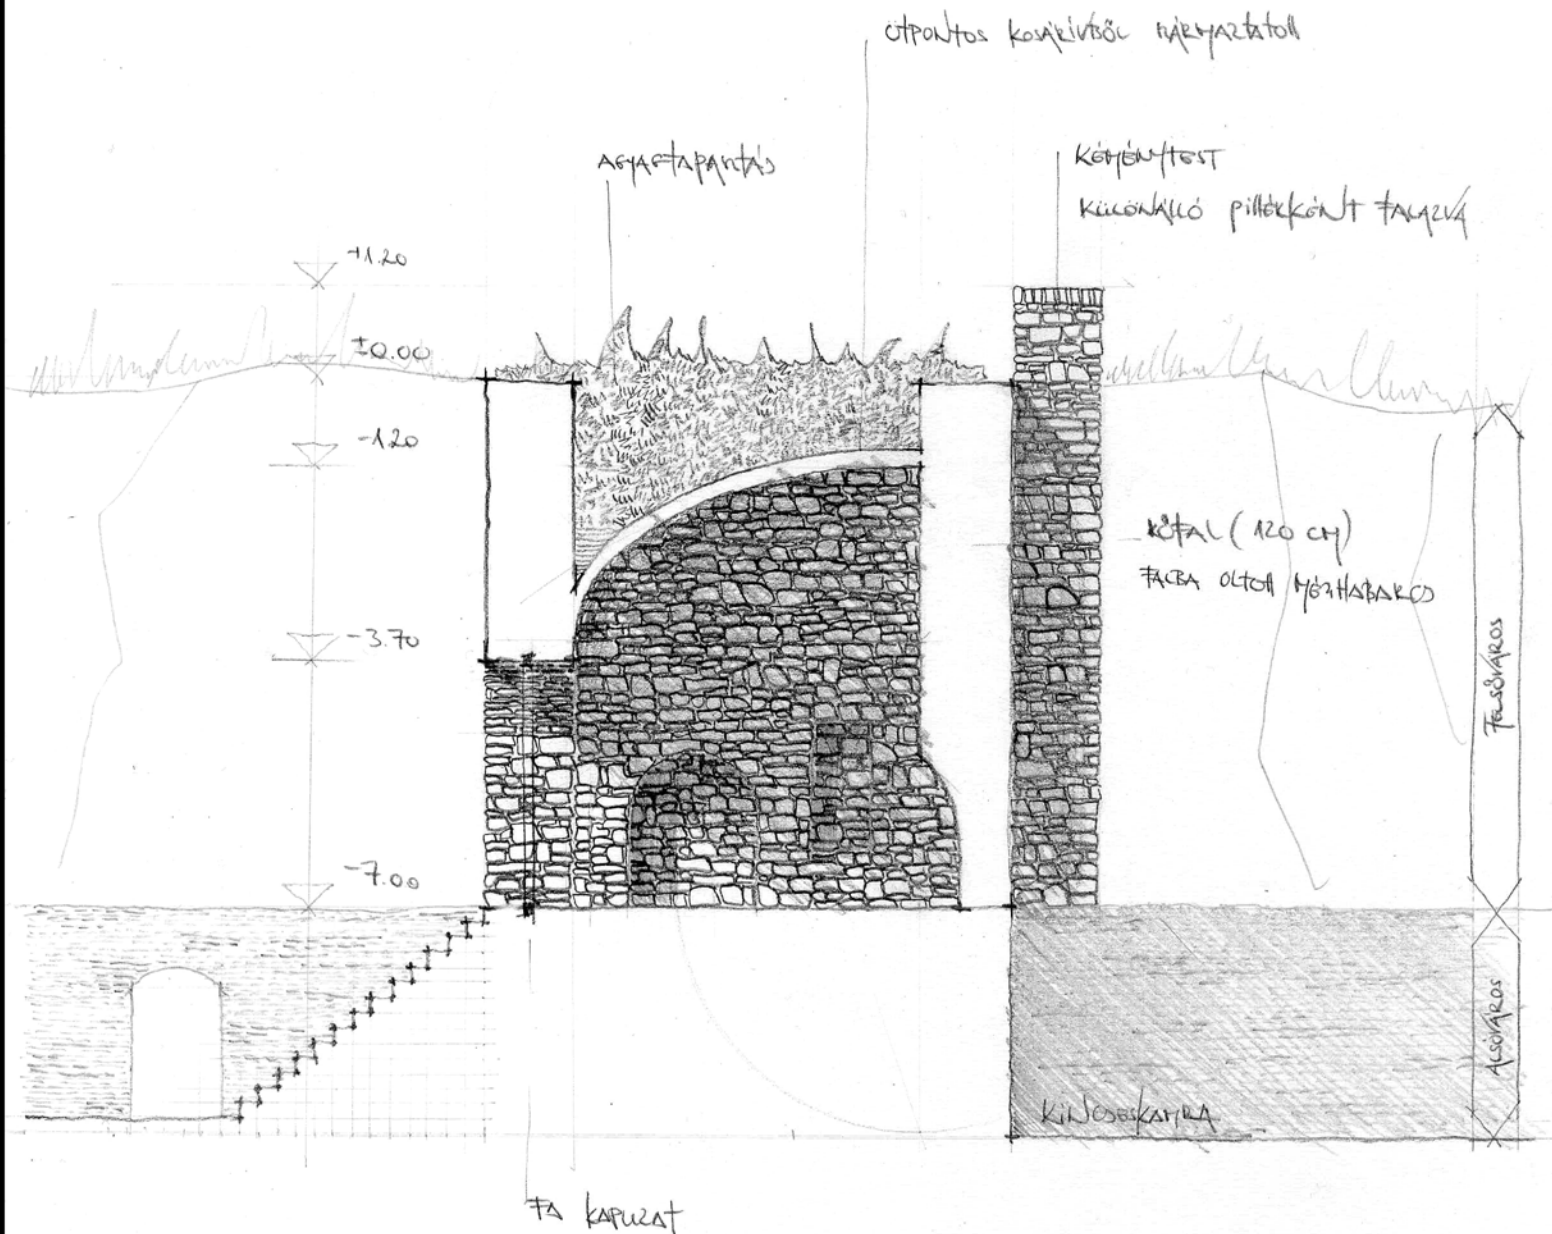 ÖTPONTOS KOSÁRÍVBŐL SZÁRMAZTATOTT
AGYAGTAPASZTÁS
KÉMÉNYTEST
KÜLÖNÁLLÓ PILLÉRKÉNT FALAZVA
+1.20
±0.00
-1.20
-3.70
-7.00
KŐFAL (120 CM)
FALBA OLTOTT MÉSZHABARCS
FELSŐVÁROS
ALSÓVÁROS
KINCSESKAMRA
FA KAPUZAT